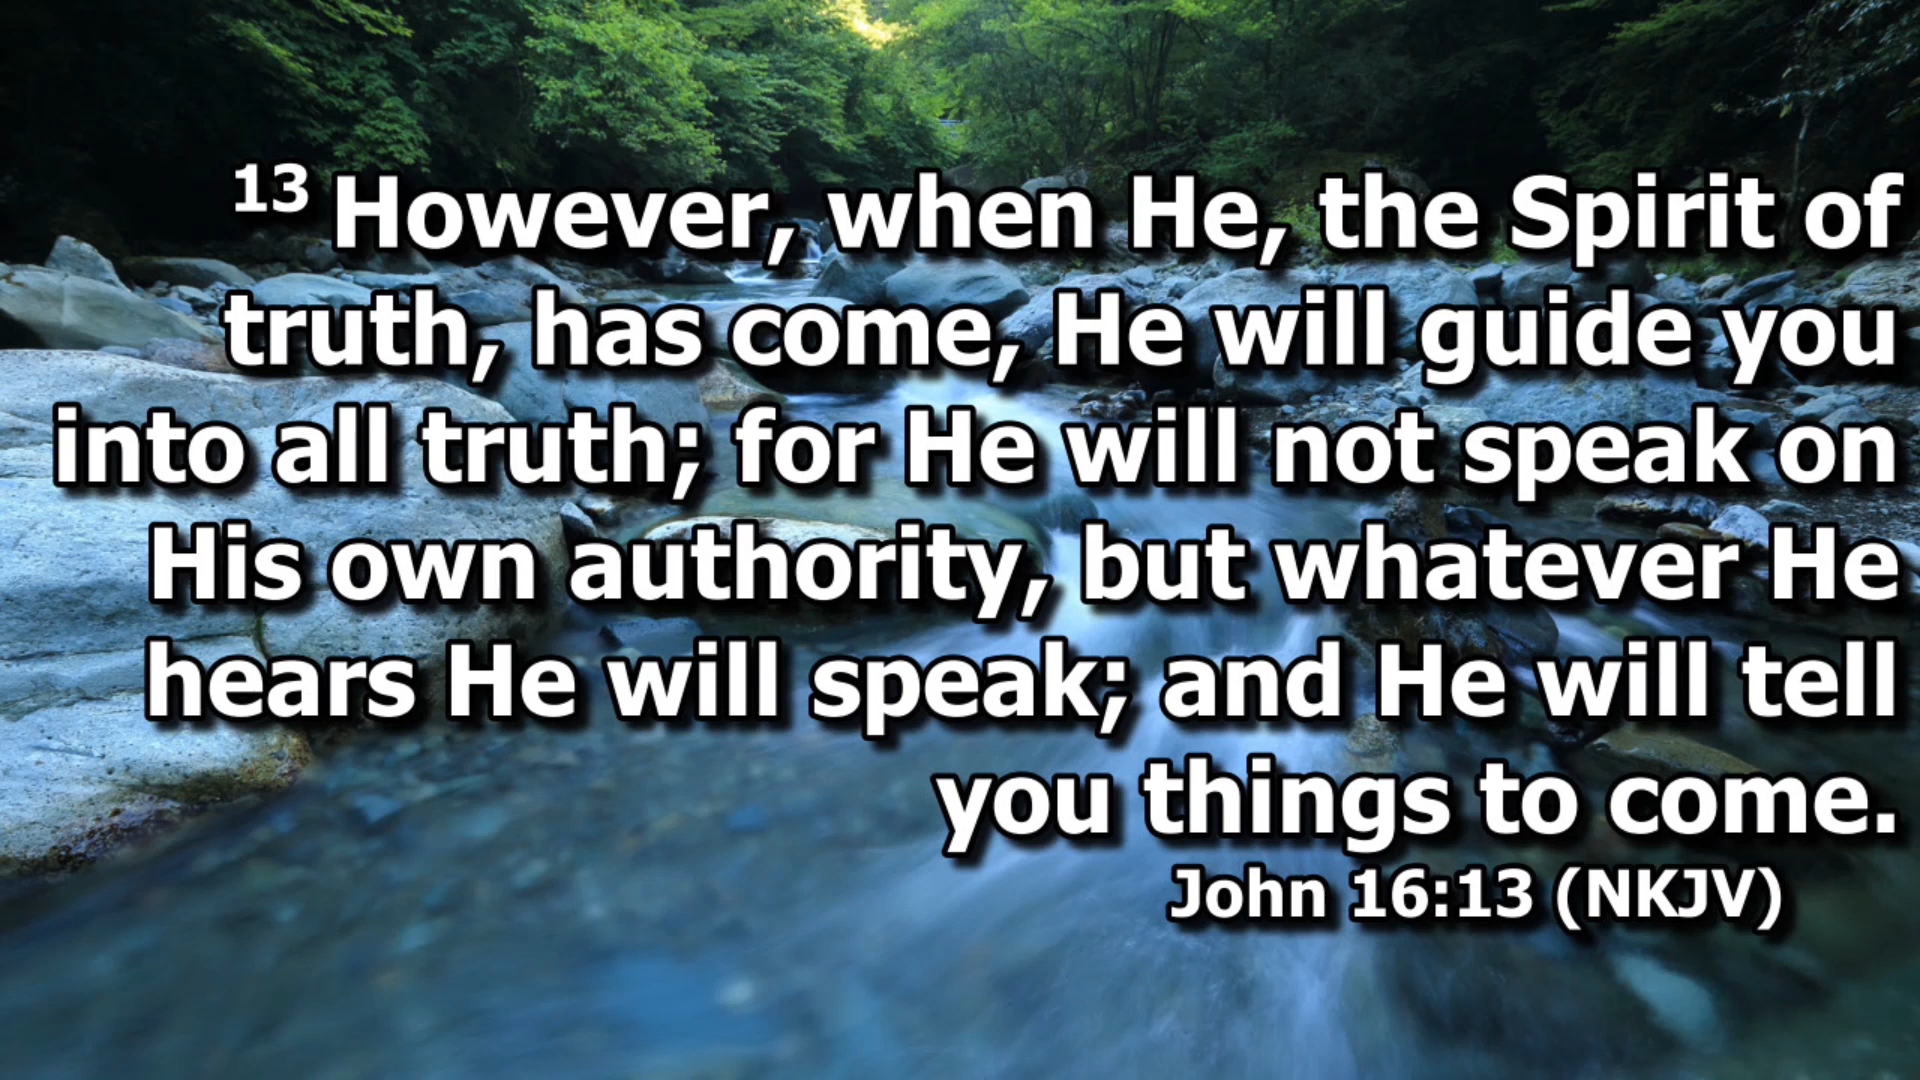 13 However, when He, the Spirit of
truth, has come, He will guide you
into all truth; for He will not speak on
His own authority, but whatever He
hears He will speak; and He will tell
you things to come.
John 16:13 (NKJV)